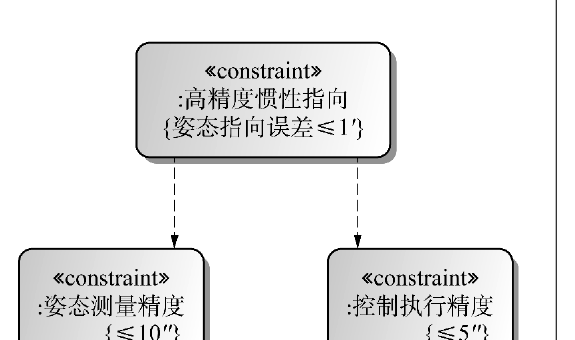 «constraint»
:高精度惯性指向
{姿态指向误差≤1′}
«constraint»
:姿态测量精度
{≤10″}
«constraint»
:控制执行精度
{≤5″}